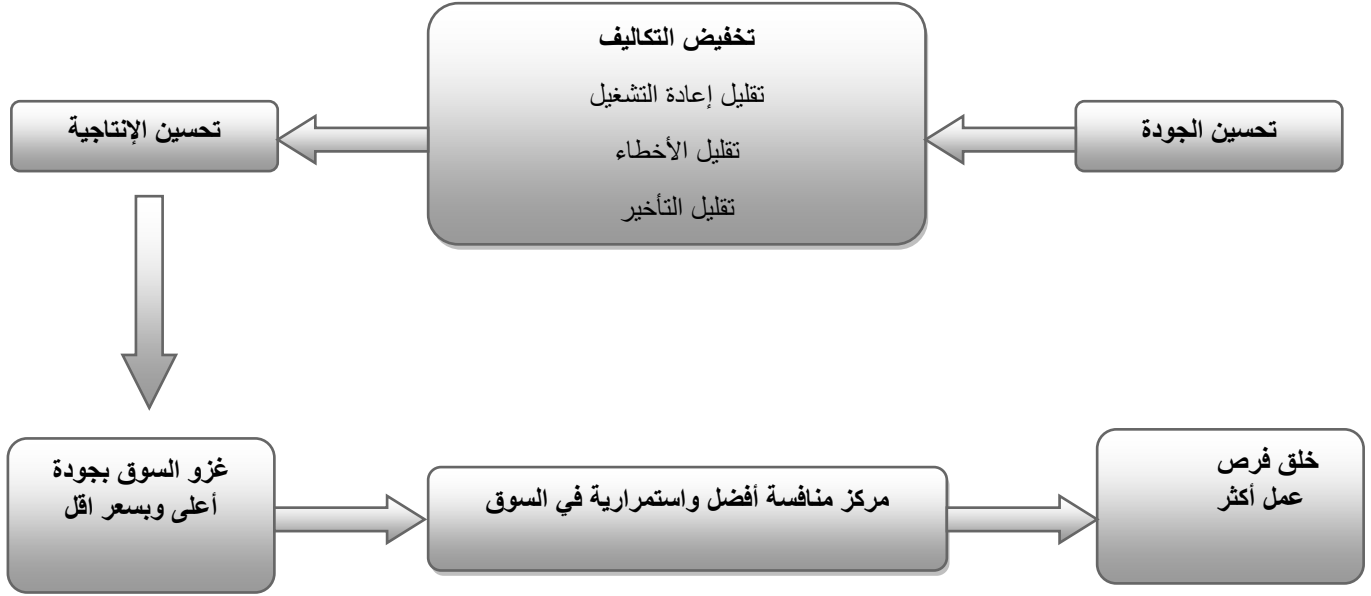 تحسين الجودة
تخفيض التكاليف
تقليل إعادة التشغيل
تقليل الأخطاء
تقليل التأخير
تحسين الإنتاجية
غزو السوق بجودة
أعلى وبسعر اقل
مركز منافسة أفضل واستمرارية في السوق
خلق فرص
عمل أكثر